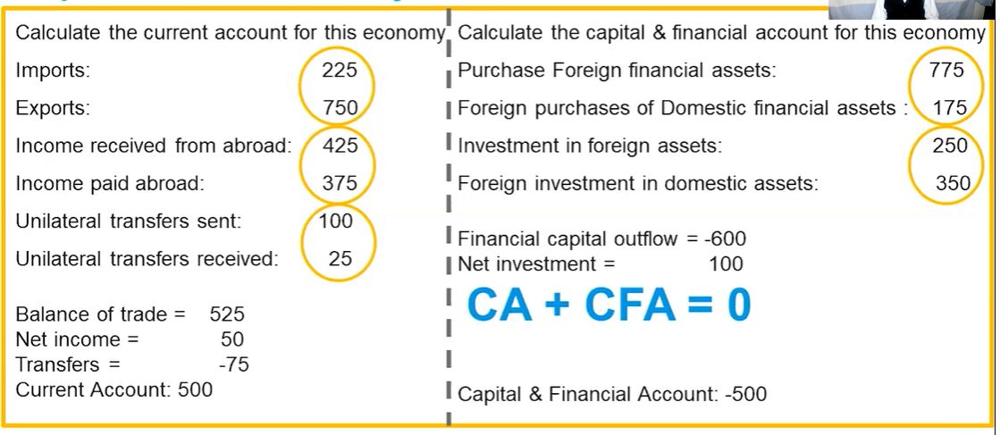 Calculate the current account for this economy
Imports: 225
Exports: 750
Income received from abroad: 425
Income paid abroad: 375
Unilateral transfers sent: 100
Unilateral transfers received: 25
Balance of trade = 525
Net income = 50
Transfers = -75
Current Account: 500
Calculate the capital & financial account for this economy
Purchase Foreign financial assets: 775
Foreign purchases of Domestic financial assets : 175
Investment in foreign assets: 250
Foreign investment in domestic assets: 350
Financial capital outflow = -600
Net investment = 100
CA + CFA = 0
Capital & Financial Account: -500